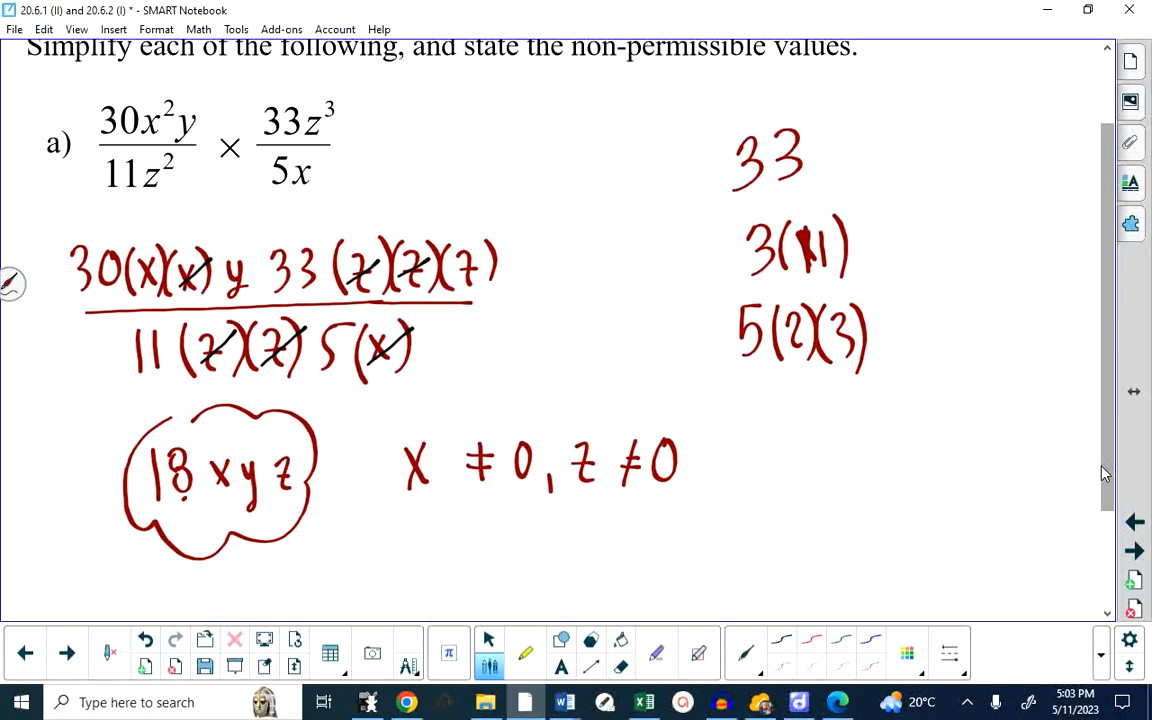 20.6.1 (II) and 20.6.2 (I) * - SMART Notebook
File Edit View Insert Format Math Tools Add-ons Account Help
Simplify each of the following, and state the non-permissible values.
a) 30x²y / 11z² × 33z³ / 5x
33
3(11)
5(2)(3)
30(x)(x) y 33 (z)(z)(z)
11 (z)(z) 5(x)
18 x y z
x ≠ 0, z ≠ 0
π
A
Type here to search
20°C
5:03 PM
5/11/2023